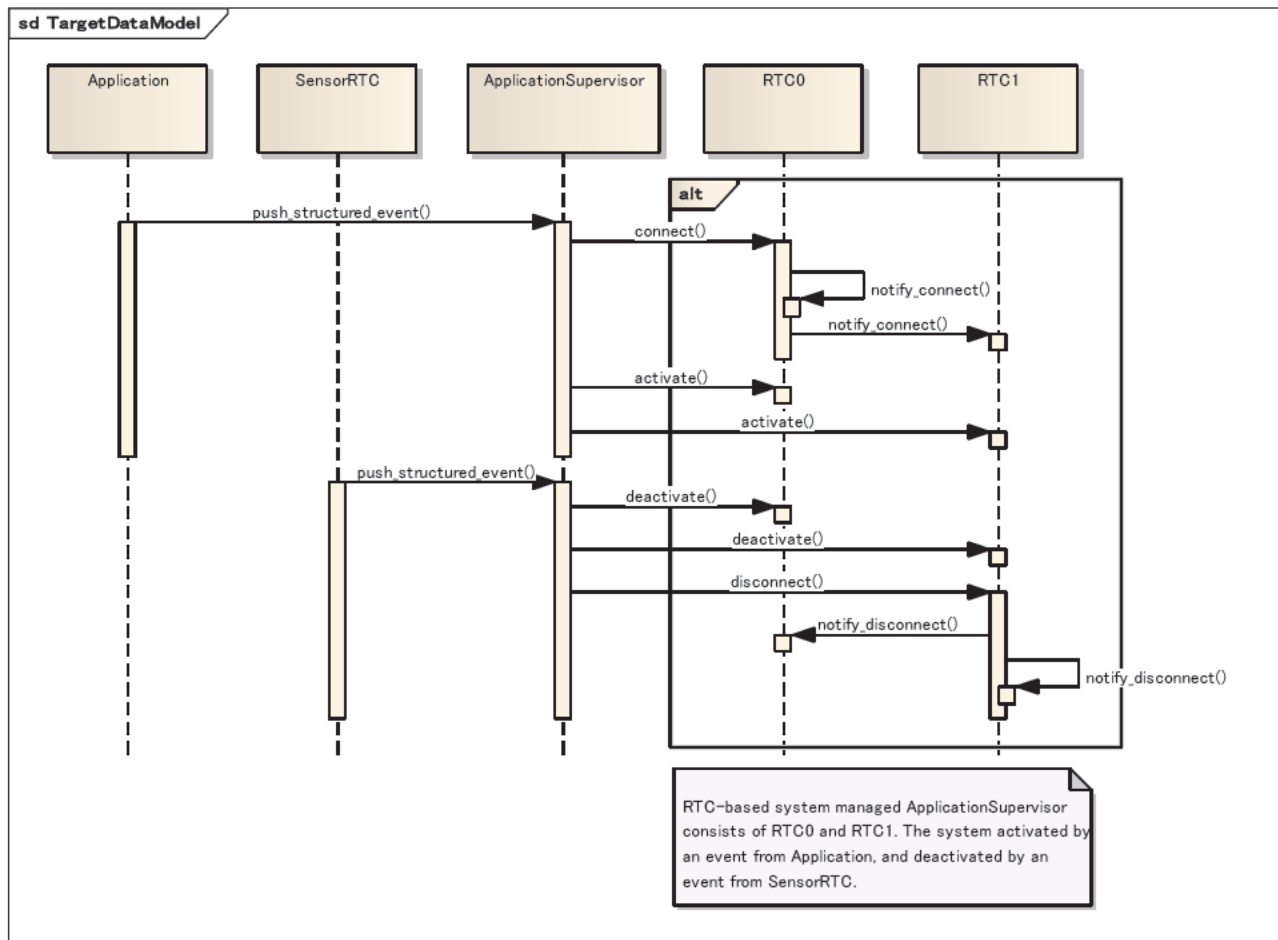 sd TargetDataModel
Application
SensorRTC
ApplicationSupervisor
RTC0
RTC1
alt
push_structured_event()
connect()
notify_connect()
notify_connect()
activate()
activate()
push_structured_event()
deactivate()
deactivate()
disconnect()
notify_disconnect()
notify_disconnect()
RTC-based system managed ApplicationSupervisor
consists of RTC0 and RTC1. The system activated by
an event from Application, and deactivated by an
event from SensorRTC.